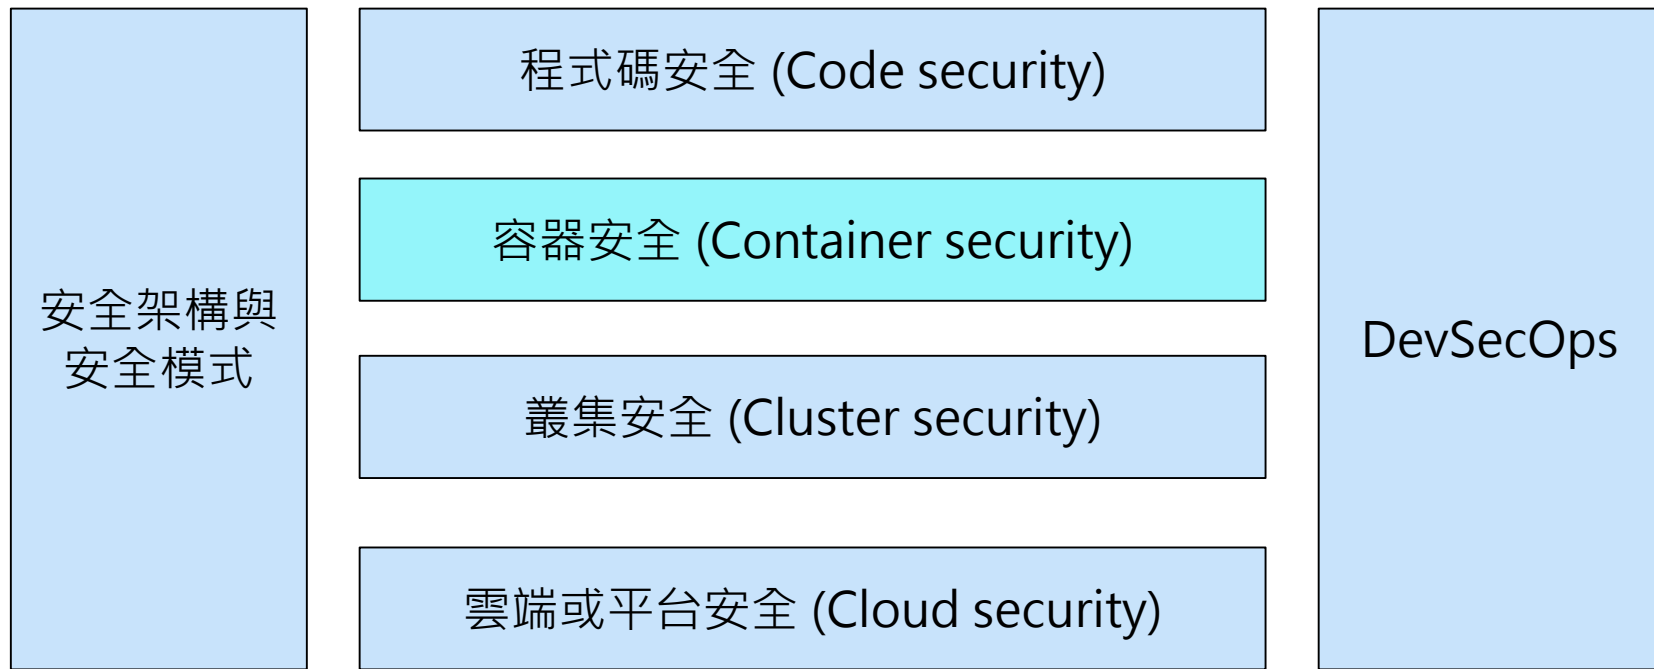 安全架構與
安全模式
程式碼安全 (Code security)
容器安全 (Container security)
叢集安全 (Cluster security)
雲端或平台安全 (Cloud security)
DevSecOps